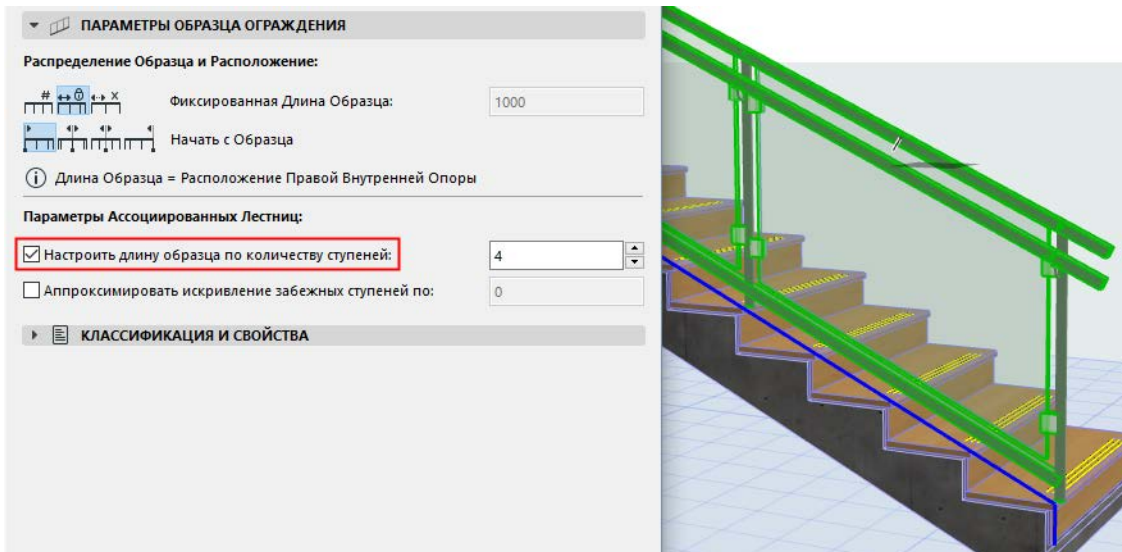 ПАРАМЕТРЫ ОБРАЗЦА ОГРАЖДЕНИЯ
Распределение Образца и Расположение:
# x Фиксированная Длина Образца: 1000
Начать с Образца
Длина Образца = Расположение Правой Внутренней Опоры
Параметры Ассоциированных Лестниц:
Настроить длину образца по количеству ступеней: 4
Аппроксимировать искривление забежных ступеней по: 0
КЛАССИФИКАЦИЯ И СВОЙСТВА